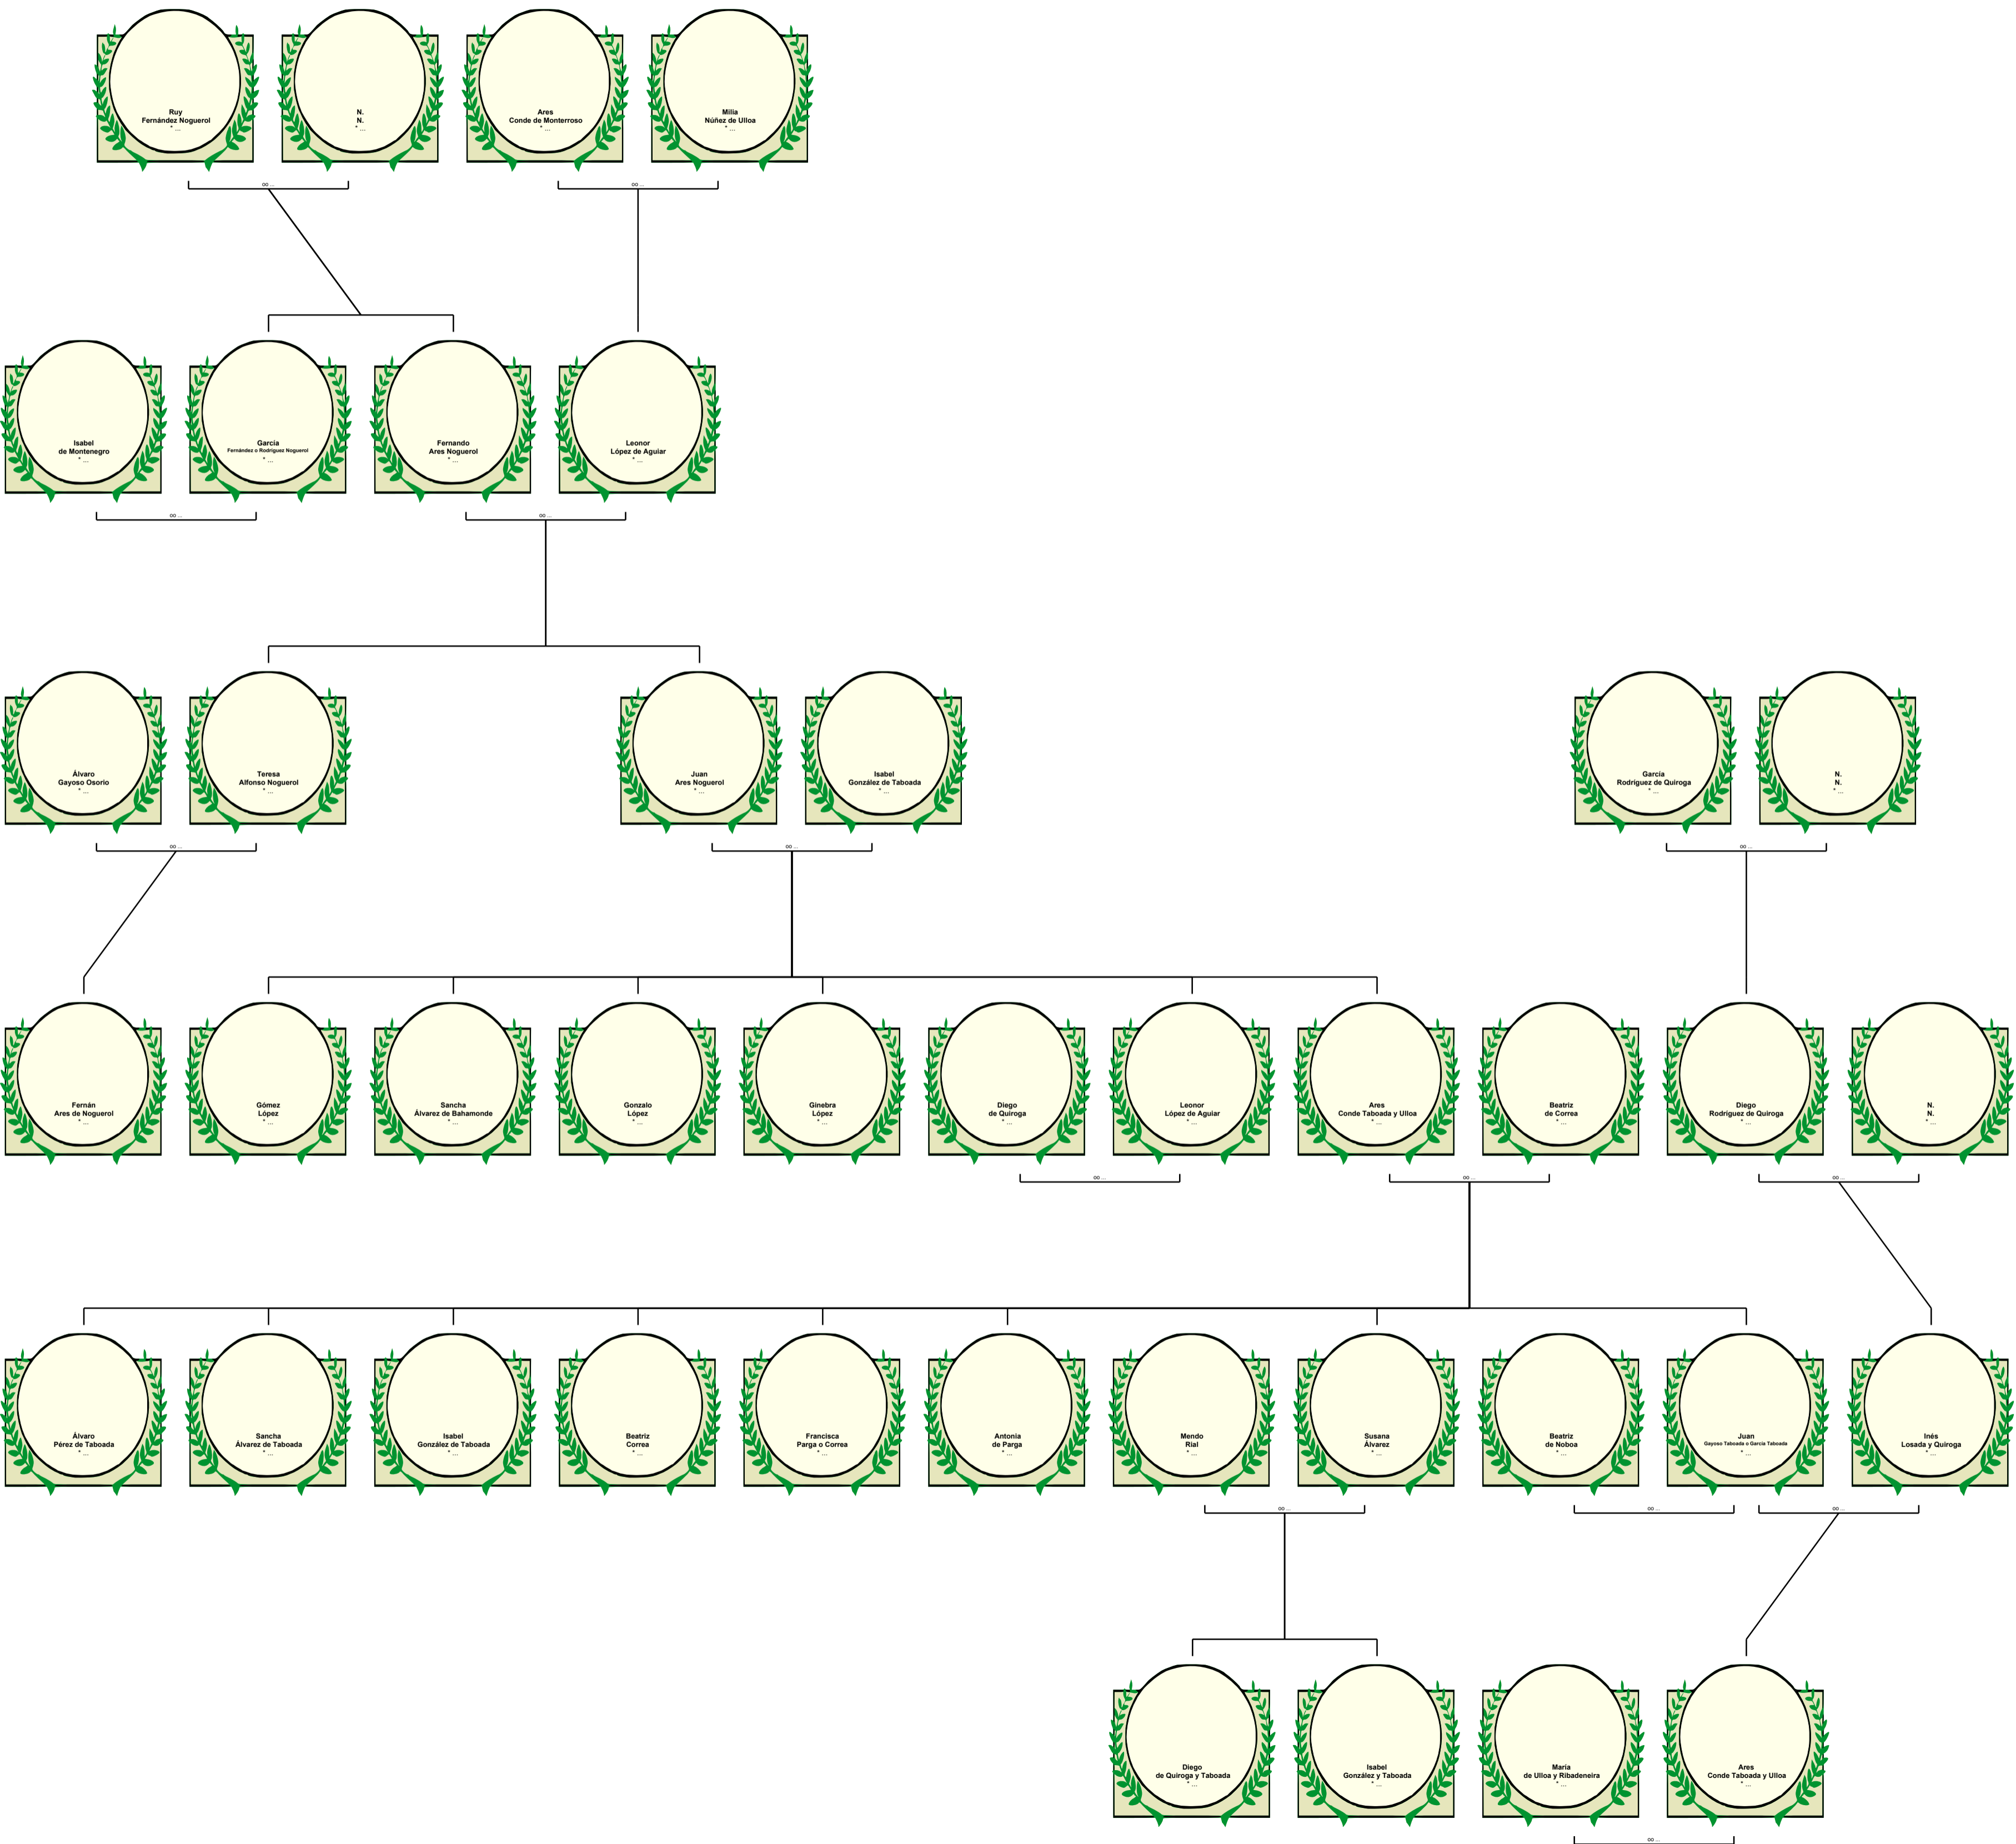 Ruy
Fernández Noguerol
* ...
N.
N.
* ...
Ares
Conde de Monterroso
* ...
Milia
Núñez de Ulloa
* ...
oo ...
oo ...
Isabel
de Montenegro
* ...
García
Fernández o Rodríguez Noguerol
* ...
Fernando
Ares Noguerol
* ...
Leonor
López de Aguiar
* ...
oo ...
oo ...
Álvaro
Gayoso Osorio
* ...
Teresa
Alfonso Noguerol
* ...
Juan
Ares Noguerol
* ...
Isabel
González de Taboada
* ...
García
Rodríguez de Quiroga
* ...
N.
N.
* ...
oo ...
oo ...
oo ...
Fernán
Ares de Noguerol
* ...
Gómez
López
* ...
Sancha
Álvarez de Bahamonde
* ...
Gonzalo
López
* ...
Ginebra
López
* ...
Diego
de Quiroga
* ...
Leonor
López de Aguiar
* ...
Ares
Conde Taboada y Ulloa
* ...
Beatriz
de Correa
* ...
Diego
Rodríguez de Quiroga
* ...
N.
N.
* ...
oo ...
oo ...
oo ...
Álvaro
Pérez de Taboada
* ...
Sancha
Álvarez de Taboada
* ...
Isabel
González de Taboada
* ...
Beatriz
Correa
* ...
Francisca
Parga o Correa
* ...
Antonia
de Parga
* ...
Mendo
Rial
* ...
Susana
Álvarez
* ...
Beatriz
de Noboa
* ...
Juan
Gayoso Taboada o García Taboada
* ...
Inés
Losada y Quiroga
* ...
oo ...
oo ...
oo ...
Diego
de Quiroga y Taboada
* ...
Isabel
González y Taboada
* ...
María
de Ulloa y Ribadeneira
* ...
Ares
Conde Taboada y Ulloa
* ...
oo ...